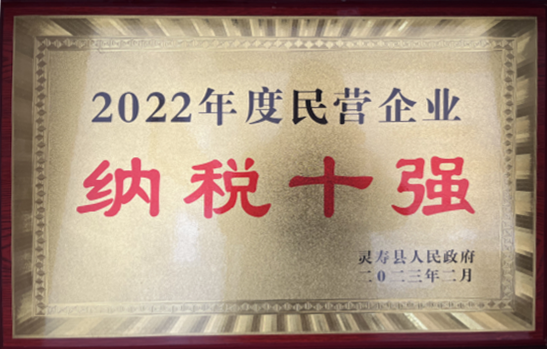 2022年度民营企业
纳税十强
灵寿县人民政府
二0二三年二月